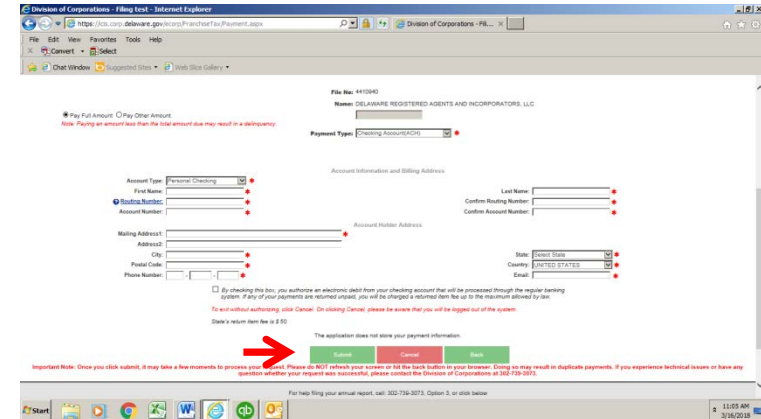 Division of Corporations - Filing test - Internet Explorer
https://icis.corp.delaware.gov/ecorp/FranchiseTax/Payment.aspx
Division of Corporations - Fili...
File Edit View Favorites Tools Help
Convert Select
Chat Window Suggested Sites Web Slice Gallery
File No: 4410940
Name: DELAWARE REGISTERED AGENTS AND INCORPORATORS, LLC
Pay Full Amount Pay Other Amount
Note: Paying an amount less than the total amount due may result in a delinquency.
Payment Type: Checking Account(ACH) *
Account Information and Billing Address
Account Type: Personal Checking *
First Name: * Last Name: *
Routing Number: * Confirm Routing Number: *
Account Number: * Confirm Account Number: *
Account Holder Address
Mailing Address1: *
Address2:
City: * State: Select State *
Postal Code: * Country: UNITED STATES *
Phone Number: - - * Email: *
By checking this box, you authorize an electronic debit from your checking account that will be processed through the regular banking
system. If any of your payments are returned unpaid, you will be charged a returned item fee up to the maximum allowed by law.
To exit without authorizing, click Cancel. On clicking Cancel, please be aware that you will be logged out of the system.
State's return item fee is $ 50
The application does not store your payment information.
Submit Cancel Back
Important Note: Once you click submit, it may take a few moments to process your request. Please do NOT refresh your screen or hit the back button in your browser. Doing so may result in duplicate payments. If you experience technical issues or have any
question whether your request was successful, please contact the Division of Corporations at 302-739-3073.
For help filing your annual report, call: 302-739-3073. Option 3; or click below
Start
11:05 AM
3/16/2018